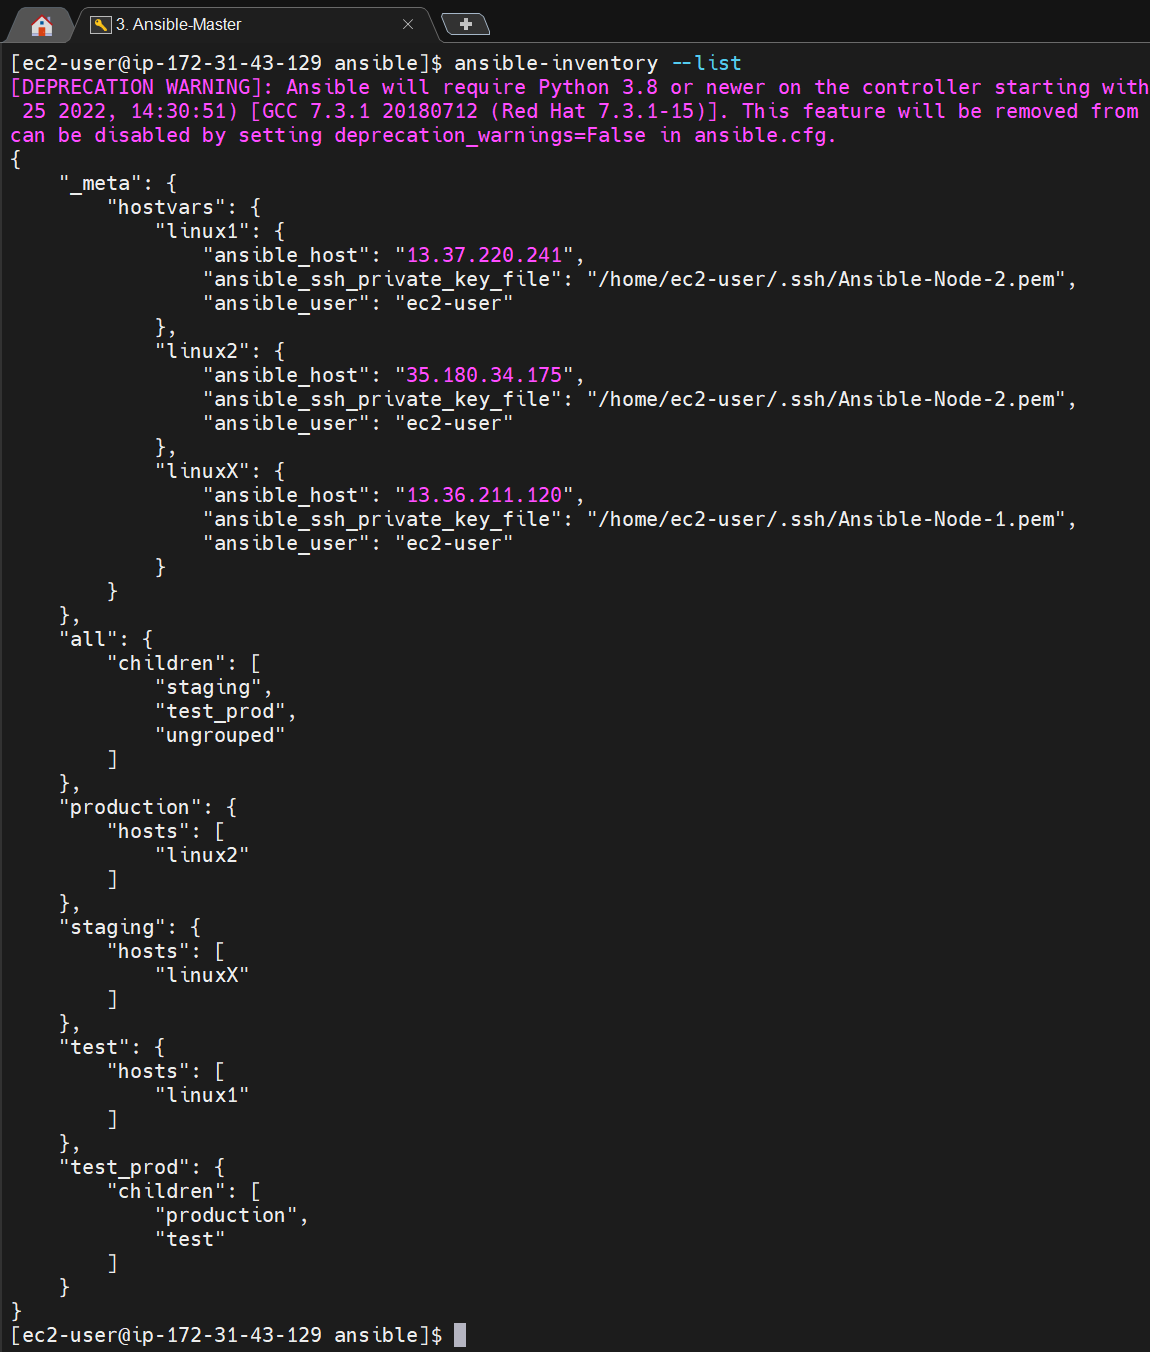 3. Ansible-Master
[ec2-user@ip-172-31-43-129 ansible]$ ansible-inventory --list
[DEPRECATION WARNING]: Ansible will require Python 3.8 or newer on the controller starting with
 25 2022, 14:30:51) [GCC 7.3.1 20180712 (Red Hat 7.3.1-15)]. This feature will be removed from
can be disabled by setting deprecation_warnings=False in ansible.cfg.
{
    "_meta": {
        "hostvars": {
            "linux1": {
                "ansible_host": "13.37.220.241",
                "ansible_ssh_private_key_file": "/home/ec2-user/.ssh/Ansible-Node-2.pem",
                "ansible_user": "ec2-user"
            },
            "linux2": {
                "ansible_host": "35.180.34.175",
                "ansible_ssh_private_key_file": "/home/ec2-user/.ssh/Ansible-Node-2.pem",
                "ansible_user": "ec2-user"
            },
            "linuxX": {
                "ansible_host": "13.36.211.120",
                "ansible_ssh_private_key_file": "/home/ec2-user/.ssh/Ansible-Node-1.pem",
                "ansible_user": "ec2-user"
            }
        }
    },
    "all": {
        "children": [
            "staging",
            "test_prod",
            "ungrouped"
        ]
    },
    "production": {
        "hosts": [
            "linux2"
        ]
    },
    "staging": {
        "hosts": [
            "linuxX"
        ]
    },
    "test": {
        "hosts": [
            "linux1"
        ]
    },
    "test_prod": {
        "children": [
            "production",
            "test"
        ]
    }
}
[ec2-user@ip-172-31-43-129 ansible]$